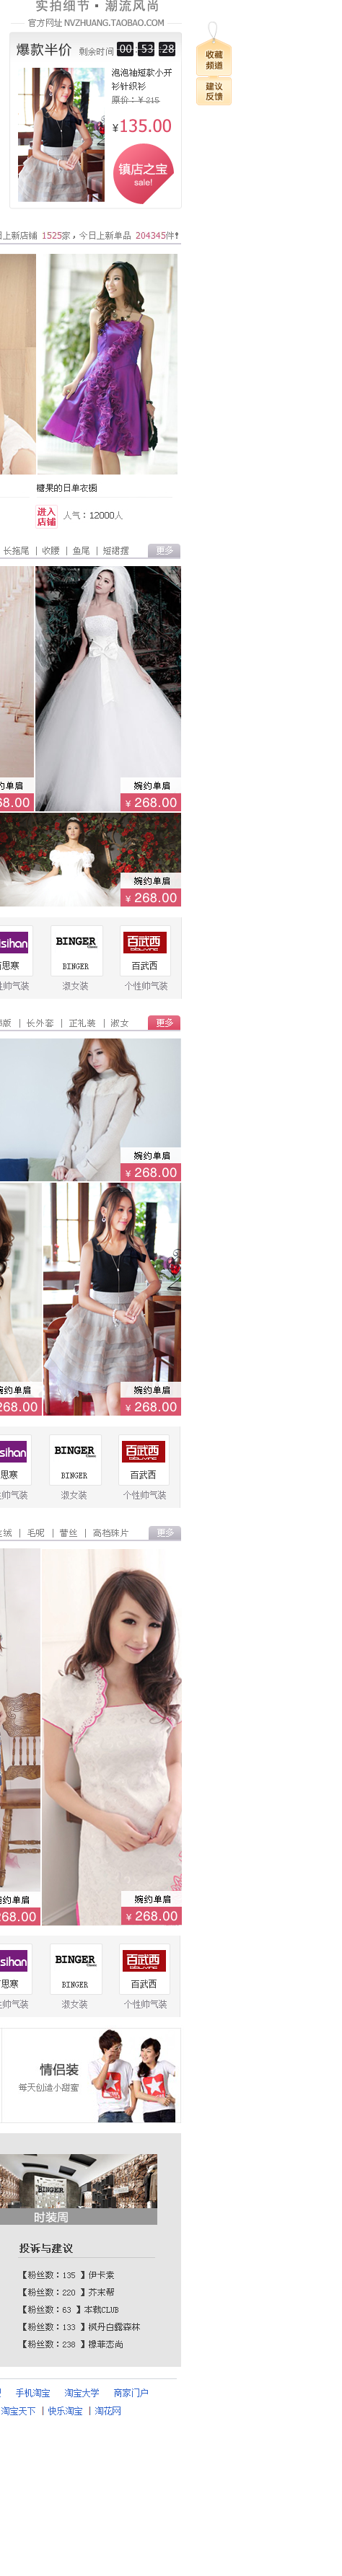 实拍细节·潮流风尚
官方网址 NVZHUANG.TAOBAO.COM
爆款半价 剩余时间 00 53 28
收藏
频道
建议
反馈
泡泡袖短款小开
衫针织衫
原价：¥ 215
¥135.00
镇店之宝
sale!
上新店铺 1525家，今日上新单品 204345件！
糖果的日单衣橱
进入
店铺
人气：12000人
长拖尾 | 收腰 | 鱼尾 | 短裙摆 更多
约单肩
婉约单肩
68.00
¥ 268.00
婉约单肩
¥ 268.00
sihan
BINGER
Classic
百武西
思寒
BINGER
百武西
性帅气装
淑女装
个性帅气装
版 | 长外套 | 正礼装 | 淑女 更多
婉约单肩
¥ 268.00
婉约单肩
婉约单肩
268.00
¥ 268.00
sihan
BINGER
Classic
百武西
思寒
BINGER
百武西
帅气装
淑女装
个性帅气装
绒 | 毛呢 | 蕾丝 | 高档珠片 更多
约单肩
婉约单肩
268.00
¥ 268.00
sihan
BINGER
Classic
百武西
思寒
BINGER
百武西
帅气装
淑女装
个性帅气装
情侣装
每天创造小甜蜜
BINGER
时装周
投诉与建议
【粉丝数：135 】伊卡索
【粉丝数：220 】芥末帮
【粉丝数：63 】本勒CLUB
【粉丝数：133 】枫丹白露森林
【粉丝数：238 】穆菲恋尚
手机淘宝 淘宝大学 商家门户
淘宝天下 | 快乐淘宝 | 淘花网